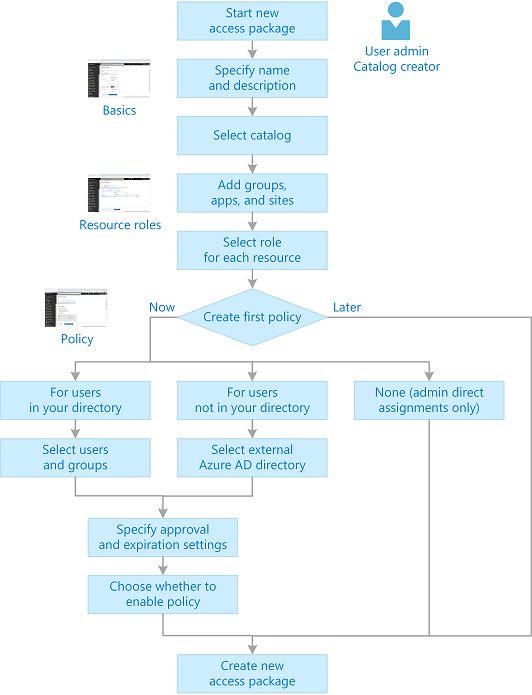 Start new
access package
User admin
Catalog creator
Specify name
and description
Basics
Select catalog
Add groups,
apps, and sites
Resource roles
Select role
for each resource
Now
Create first policy
Later
Policy
For users
in your directory
For users
not in your directory
None (admin direct
assignments only)
Select users
and groups
Select external
Azure AD directory
Specify approval
and expiration settings
Choose whether to
enable policy
Create new
access package